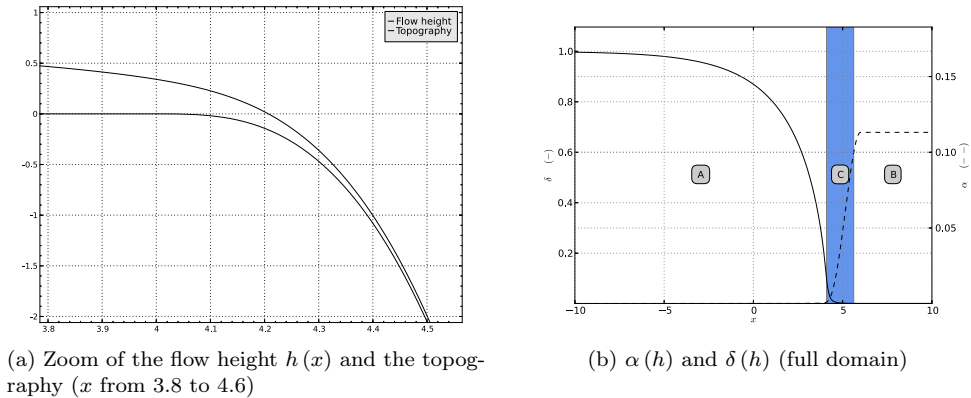 1
0.5
0
-0.5
-1
-1.5
-2
3.8 3.9 4 4.1 4.2 4.3 4.4 4.5
Flow height
Topography
(a) Zoom of the flow height h (x) and the topog-
raphy (x from 3.8 to 4.6)
δ (−)
1.0
0.8
0.6
0.4
0.2
−10 −5 0 5 10
x
A
C
B
0.15
0.10
0.05
α (− −)
(b) α (h) and δ (h) (full domain)